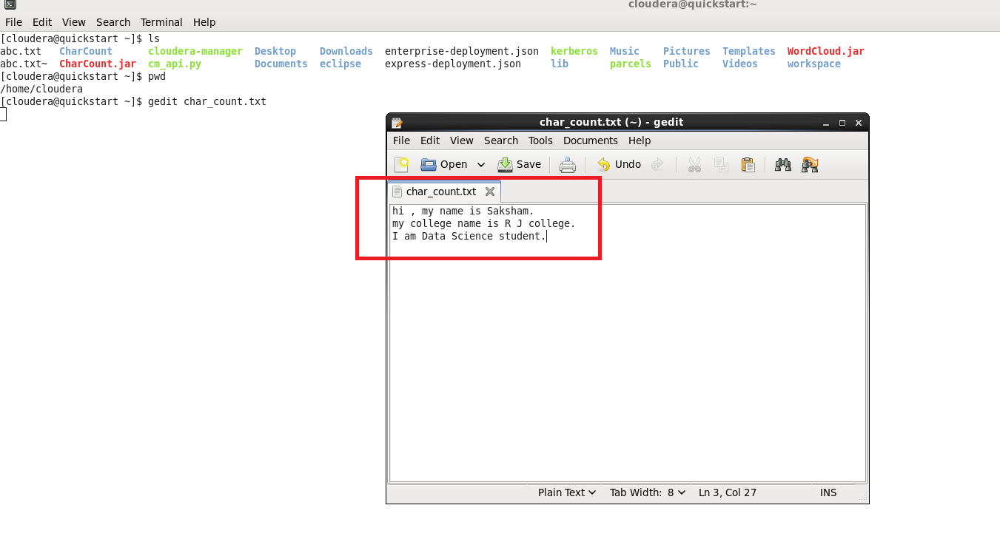 cloudera@quickstart:~
File Edit View Search Terminal Help
[cloudera@quickstart ~]$ ls
abc.txt CharCount cloudera-manager Desktop Downloads enterprise-deployment.json kerberos Music Pictures Templates WordCloud.jar
abc.txt~ CharCount.jar cm_api.py Documents eclipse express-deployment.json lib parcels Public Videos workspace
[cloudera@quickstart ~]$ pwd
/home/cloudera
[cloudera@quickstart ~]$ gedit char_count.txt
char_count.txt (~) - gedit
File Edit View Search Tools Documents Help
Open Save Undo
char_count.txt
hi , my name is Saksham.
my college name is R J college.
I am Data Science student.
Plain Text Tab Width: 8 Ln 3, Col 27 INS